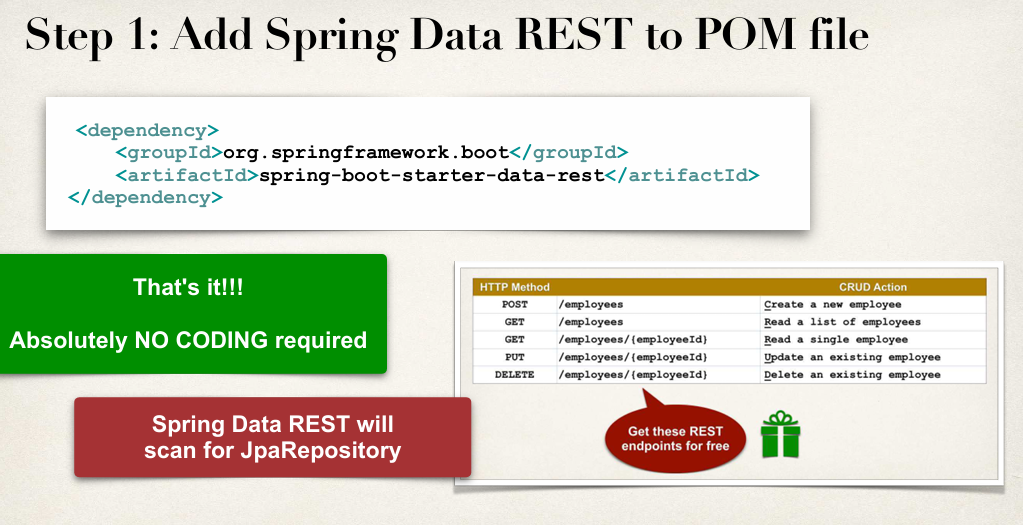 Step 1: Add Spring Data REST to POM file
<dependency>
<groupId>org.springframework.boot</groupId>
<artifactId>spring-boot-starter-data-rest</artifactId>
</dependency>
That's it!!!
Absolutely NO CODING required
Spring Data REST will
scan for JpaRepository
HTTP Method CRUD Action
POST /employees Create a new employee
GET /employees Read a list of employees
GET /employees/{employeeId} Read a single employee
PUT /employees/{employeeId} Update an existing employee
DELETE /employees/{employeeId} Delete an existing employee
Get these REST
endpoints for free